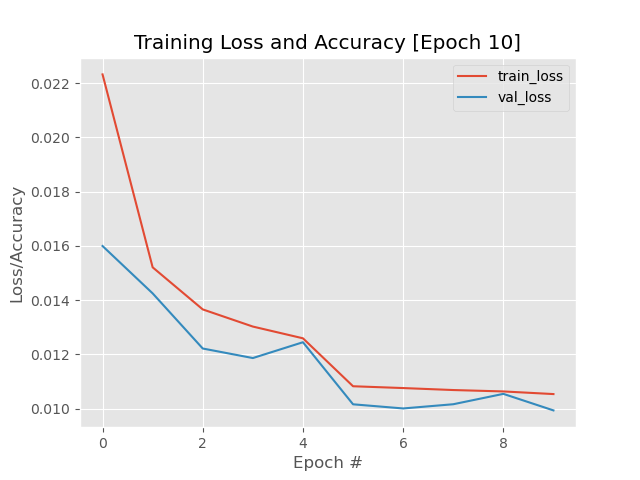 Training Loss and Accuracy [Epoch 10]
train_loss
val_loss
0.022
0.020
0.018
0.016
0.014
0.012
0.010
Loss/Accuracy
0 2 4 6 8
Epoch #